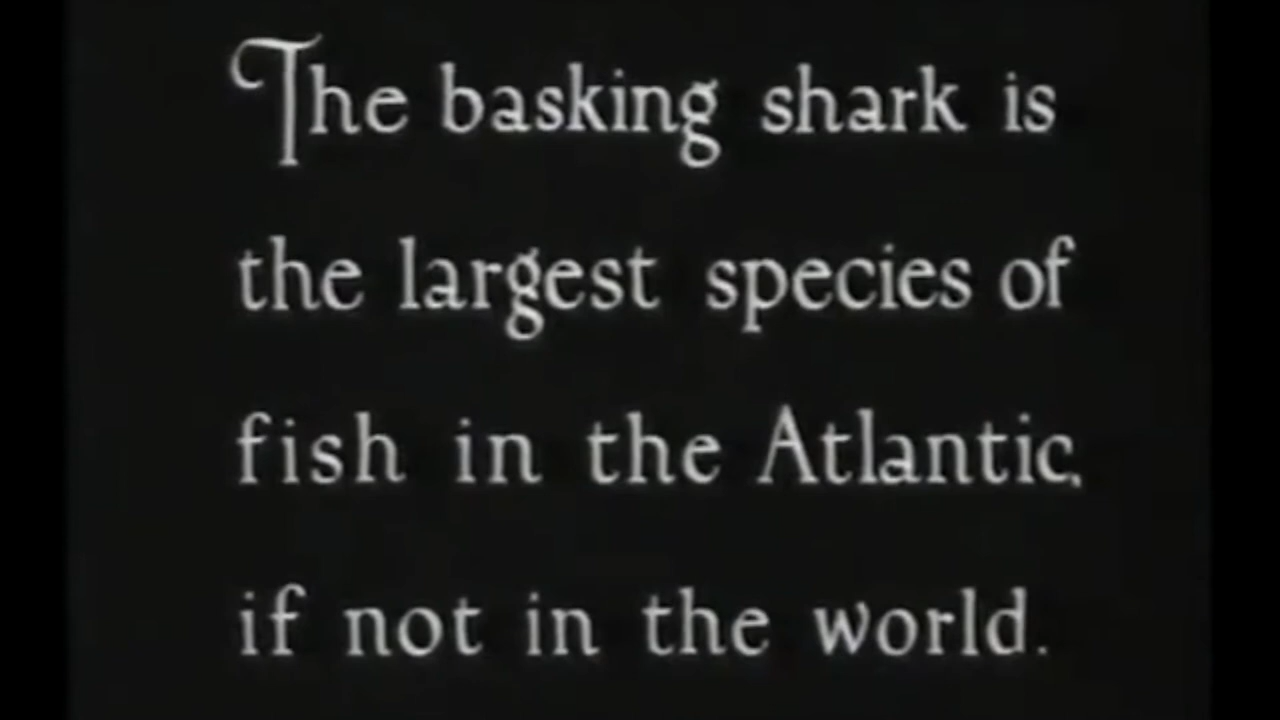 The basking shark is
the largest species of
fish in the Atlantic,
if not in the world.